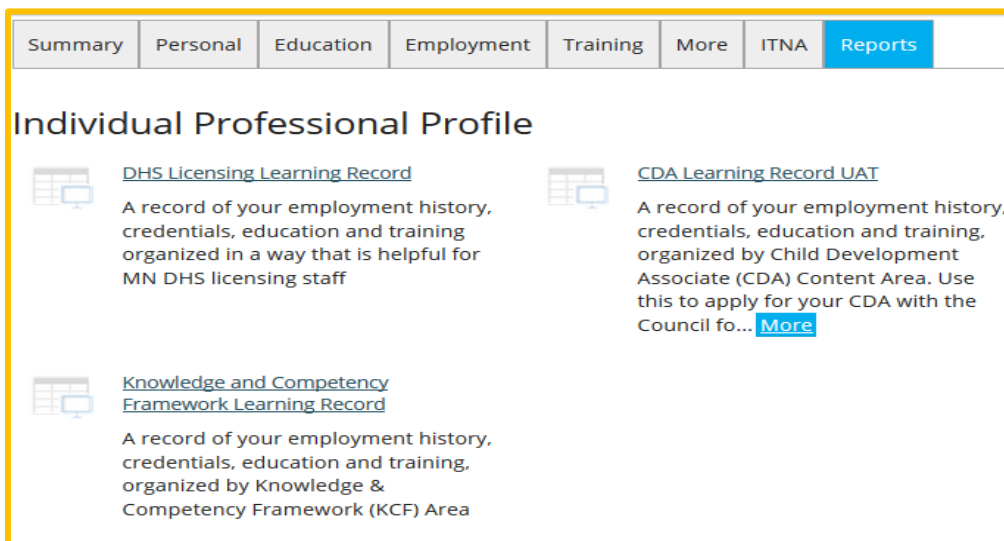 Summary Personal Education Employment Training More ITNA Reports
Individual Professional Profile
DHS Licensing Learning Record
A record of your employment history,
credentials, education and training
organized in a way that is helpful for
MN DHS licensing staff
CDA Learning Record UAT
A record of your employment history,
credentials, education and training,
organized by Child Development
Associate (CDA) Content Area. Use
this to apply for your CDA with the
Council fo... More
Knowledge and Competency
Framework Learning Record
A record of your employment history,
credentials, education and training,
organized by Knowledge &
Competency Framework (KCF) Area